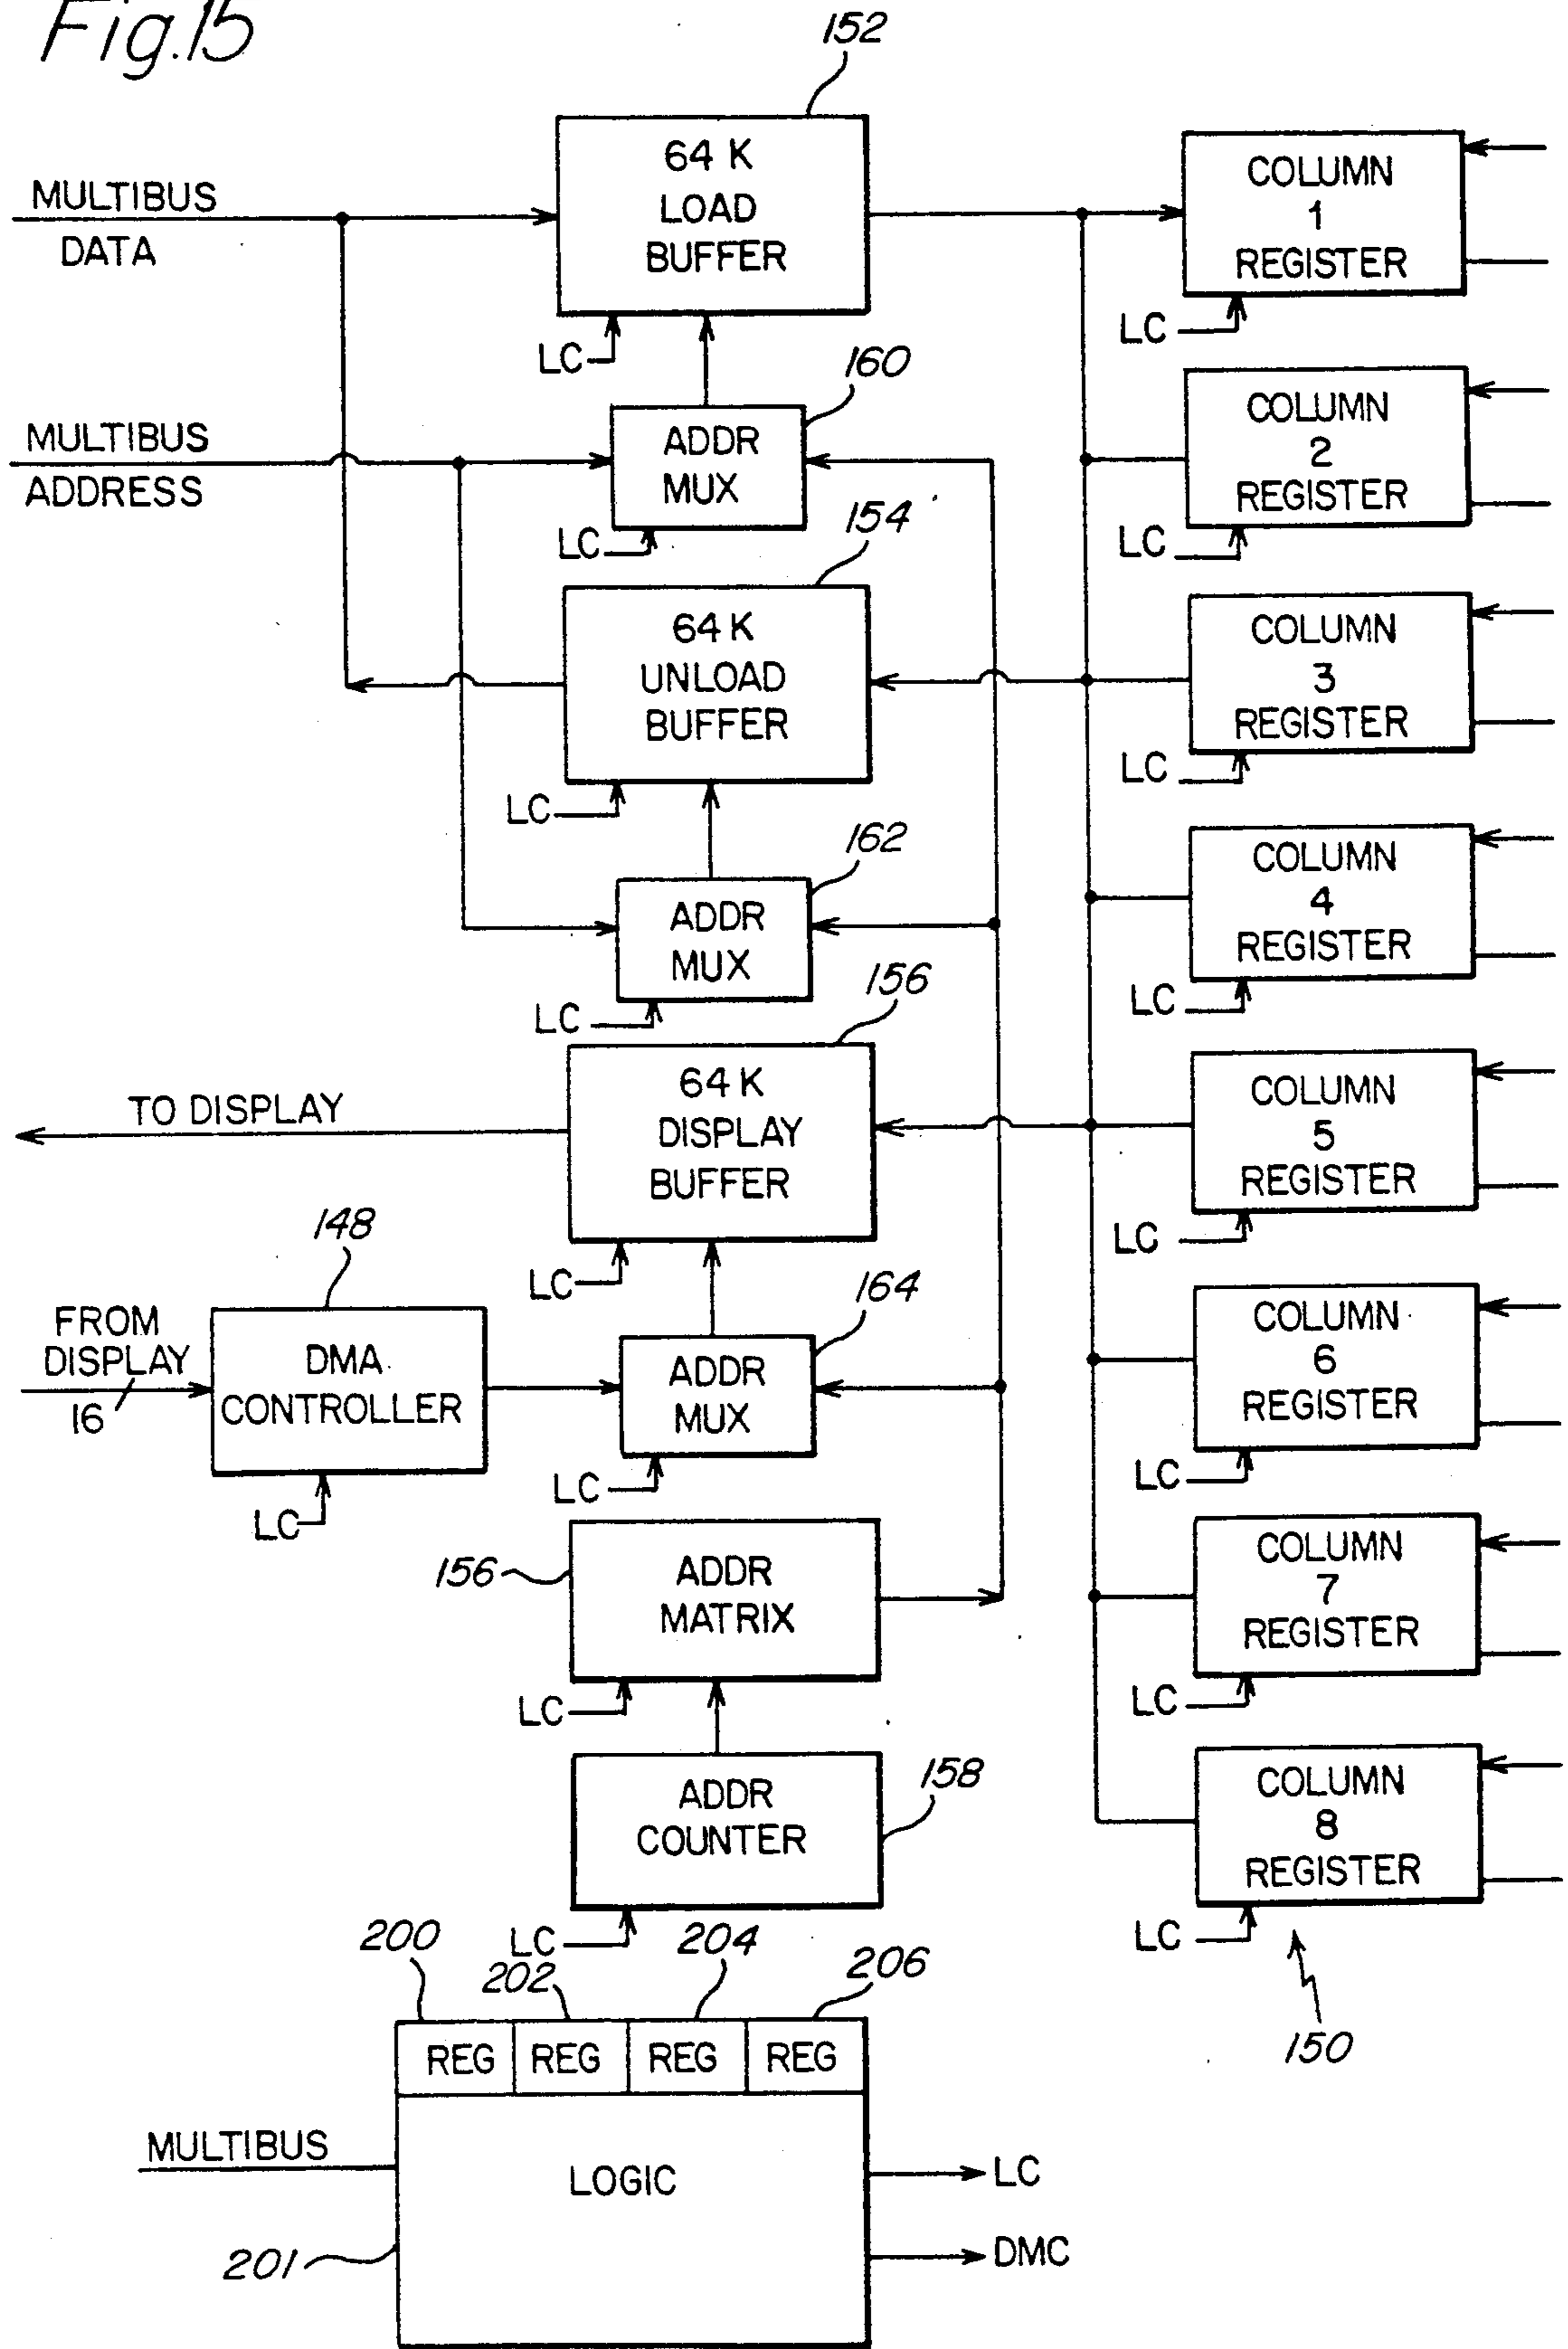 Fig.15
152
64 K
LOAD
BUFFER
MULTIBUS
DATA
LC
160
MULTIBUS
ADDRESS
ADDR
MUX
LC
154
64 K
UNLOAD
BUFFER
LC
162
ADDR
MUX
LC
156
64 K
DISPLAY
BUFFER
TO DISPLAY
LC
148
FROM
DISPLAY
16
DMA
CONTROLLER
LC
164
ADDR
MUX
LC
156
ADDR
MATRIX
LC
158
ADDR
COUNTER
LC
COLUMN
1
REGISTER
LC
COLUMN
2
REGISTER
LC
COLUMN
3
REGISTER
LC
COLUMN
4
REGISTER
LC
COLUMN
5
REGISTER
LC
COLUMN
6
REGISTER
LC
COLUMN
7
REGISTER
LC
COLUMN
8
REGISTER
LC
150
200
202
204
206
REG REG REG REG
MULTIBUS
LOGIC
LC
DMC
201